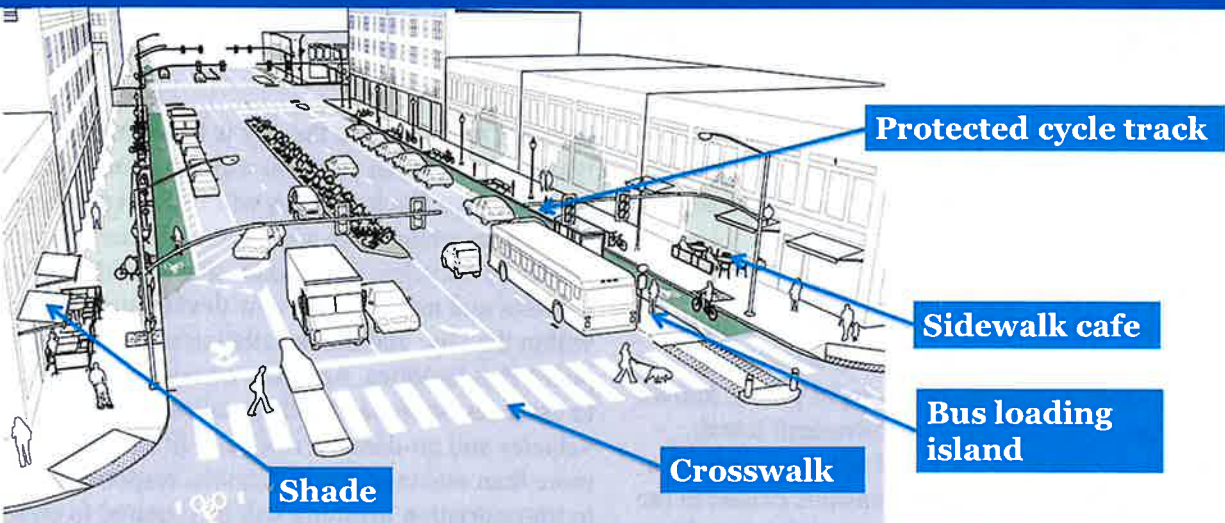 Protected cycle track
Sidewalk cafe
Bus loading
island
Crosswalk
Shade